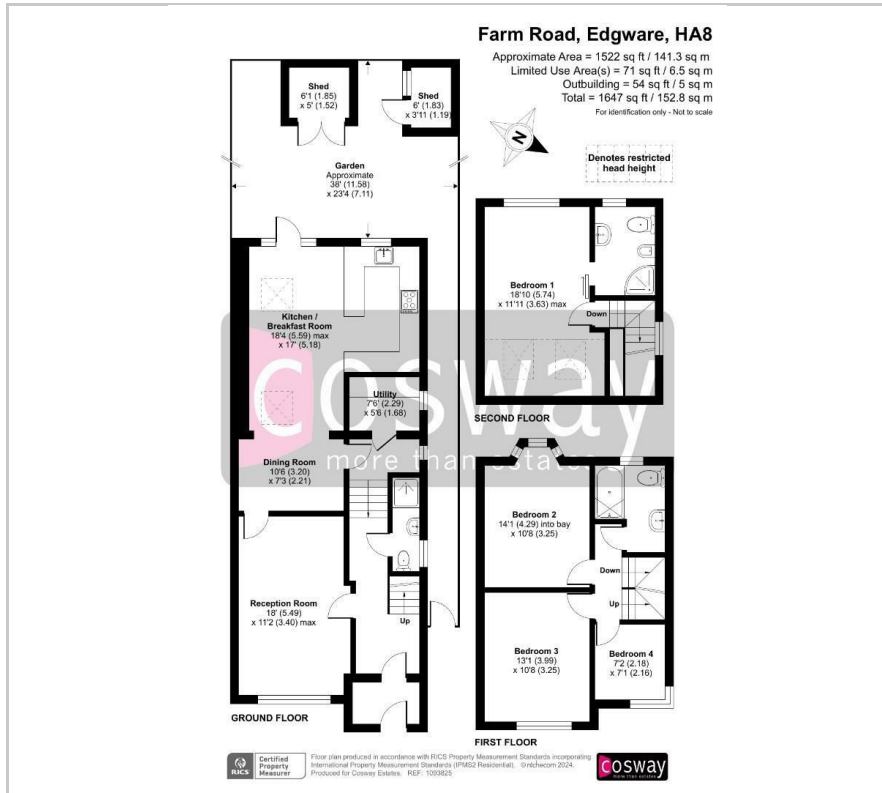 Farm Road, Edgware, HA8
Approximate Area = 1522 sq ft / 141.3 sq m
Limited Use Area(s) = 71 sq ft / 6.5 sq m
Outbuilding = 54 sq ft / 5 sq m
Total = 1647 sq ft / 152.8 sq m
For identification only - Not to scale
N
Denotes restricted
head height
Shed
6'1 (1.85)
x 5' (1.52)
Shed
6' (1.83)
x 3'11 (1.19)
Garden
Approximate
38' (11.58)
x 23'4 (7.11)
Kitchen /
Breakfast Room
18'4 (5.59) max
x 17' (5.18)
Utility
7'6' (2.29)
x 5'6 (1.68)
Dining Room
10'6 (3.20)
x 7'3 (2.21)
Reception Room
18' (5.49)
x 11'2 (3.40) max
Up
GROUND FLOOR
Bedroom 1
18'10 (5.74)
x 11'11 (3.63) max
Down
SECOND FLOOR
Bedroom 2
14'1 (4.29) into bay
x 10'8 (3.25)
Down
Up
Bedroom 3
13'1 (3.99)
x 10'8 (3.25)
Bedroom 4
7'2 (2.18)
x 7'1 (2.16)
FIRST FLOOR
cosway
more than estates
RICS
Certified
Property
Measurer
Floor plan produced in accordance with RICS Property Measurement Standards incorporating
International Property Measurement Standards (IPMS2 Residential). ©nichecom 2024.
Produced for Cosway Estates. REF: 1093825
cosway
more than estates